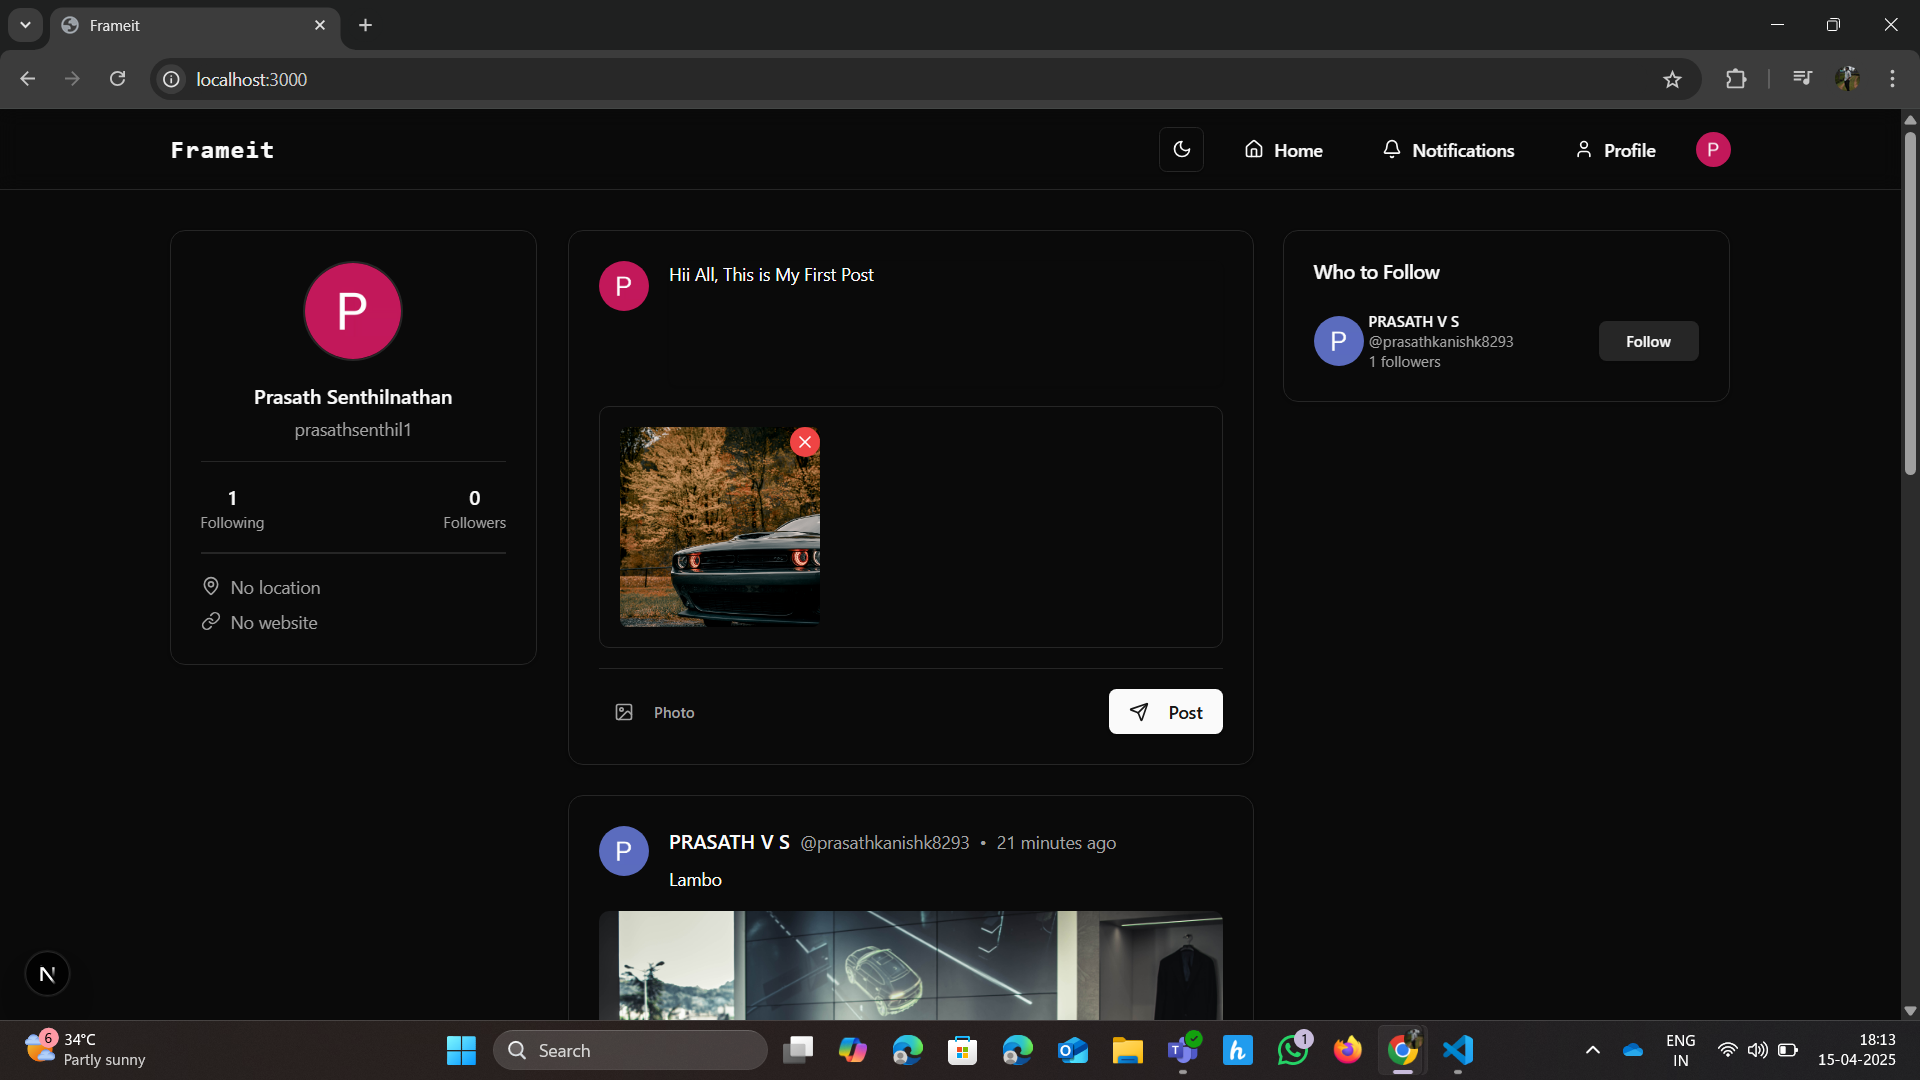 Frameit
localhost:3000
Frameit
Home
Notifications
Profile
P
P
Prasath Senthilnathan
prasathsenthil1
1
Following
0
Followers
No location
No website
P
Hii All, This is My First Post
Photo
Post
Who to Follow
P
PRASATH V S
@prasathkanishk8293
1 followers
Follow
P
PRASATH V S @prasathkanishk8293 • 21 minutes ago
Lambo
N
6
34°C
Partly sunny
Search
1
ENG
IN
18:13
15-04-2025